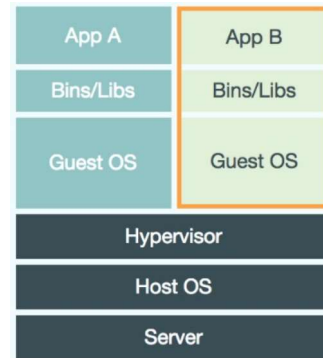 App A App B
Bins/Libs Bins/Libs
Guest OS Guest OS
Hypervisor
Host OS
Server